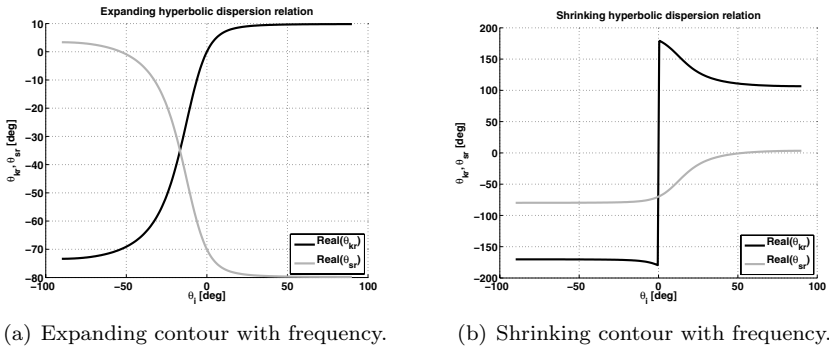 Expanding hyperbolic dispersion relation
10
0
−10
−20
−30
−40
−50
−60
−70
−80
θkr, θsr [deg]
−100
−50
0
50
100
θi [deg]
Real(θkr)
Real(θsr)
(a) Expanding contour with frequency.
Shrinking hyperbolic dispersion relation
200
150
100
50
0
−50
−100
−150
−200
θkr, θsr [deg]
−100
−50
0
50
100
θi [deg]
Real(θkr)
Real(θsr)
(b) Shrinking contour with frequency.